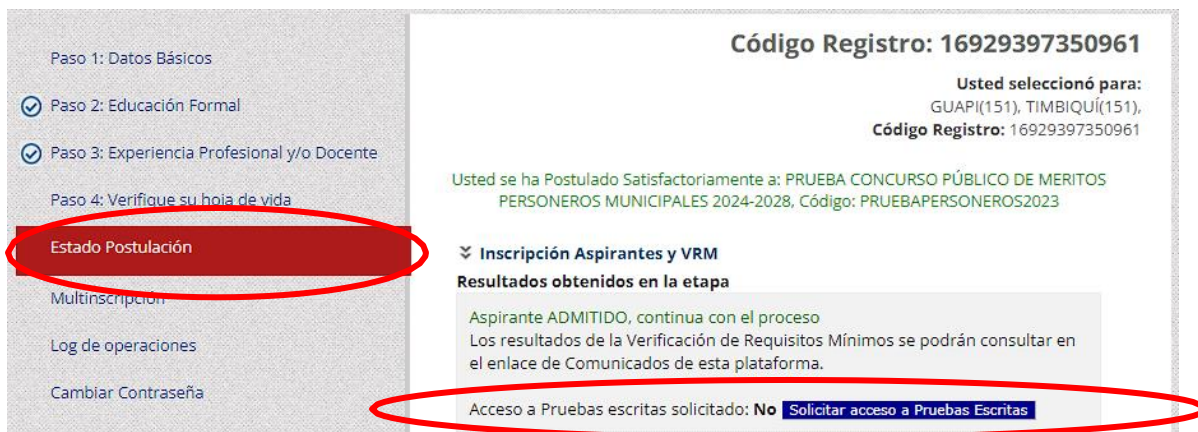 Paso 1: Datos Básicos
Paso 2: Educación Formal
Paso 3: Experiencia Profesional y/o Docente
Paso 4: Verifique su hoja de vida
Estado Postulación
Multinscripción
Log de operaciones
Cambiar Contraseña
Código Registro: 16929397350961
Usted seleccionó para:
GUAPI(151), TIMBIQUÍ(151),
Código Registro: 16929397350961
Usted se ha Postulado Satisfactoriamente a: PRUEBA CONCURSO PÚBLICO DE MERITOS
PERSONEROS MUNICIPALES 2024-2028, Código: PRUEBAPERSONEROS2023
Inscripción Aspirantes y VRM
Resultados obtenidos en la etapa
Aspirante ADMITIDO, continua con el proceso
Los resultados de la Verificación de Requisitos Mínimos se podrán consultar en
el enlace de Comunicados de esta plataforma.
Acceso a Pruebas escritas solicitado: No Solicitar acceso a Pruebas Escritas